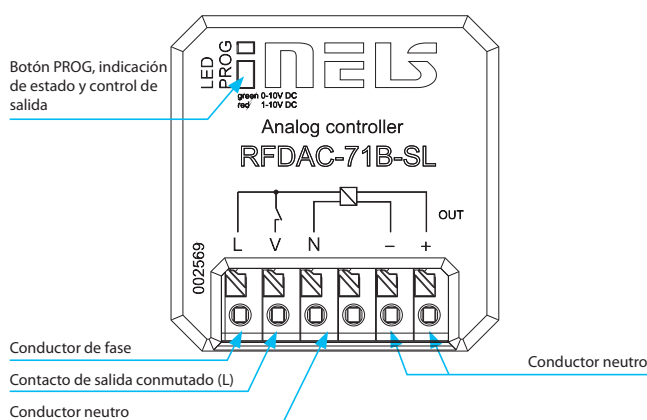 Botón PROG, indicación
de estado y control de
salida
LED
PROG
NELS
green 0-10V DC
red 1-10V DC
Analog controller
RFDAC-71B-SL
OUT
L V N – +
002569
Conductor de fase
Contacto de salida conmutado (L)
Conductor neutro
Conductor neutro